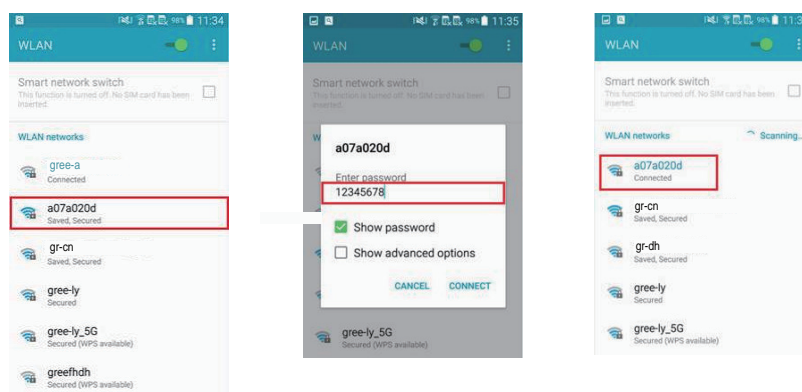 98% 11:34
WLAN
Smart network switch
This function is turned off. No SIM card has been
inserted.
WLAN networks
gree-a
Connected
a07a020d
Saved, Secured
gr-cn
Saved, Secured
gree-ly
Secured
gree-ly_5G
Secured (WPS available)
greefhdh
Secured (WPS available)
98% 11:35
WLAN
Smart network switch
This function is turned off. No SIM card has been
inserted.
W
a07a020d
Enter password
12345678
Show password
Show advanced options
CANCEL CONNECT
gree-ly_5G
Secured (WPS available)
98%
WLAN
Smart network switch
This function is turned off. No SIM card has been
inserted.
WLAN networks Scanning..
a07a020d
Connected
gr-cn
Saved, Secured
gr-dh
Saved, Secured
gree-ly
Secured
gree-ly_5G
Secured (WPS available)